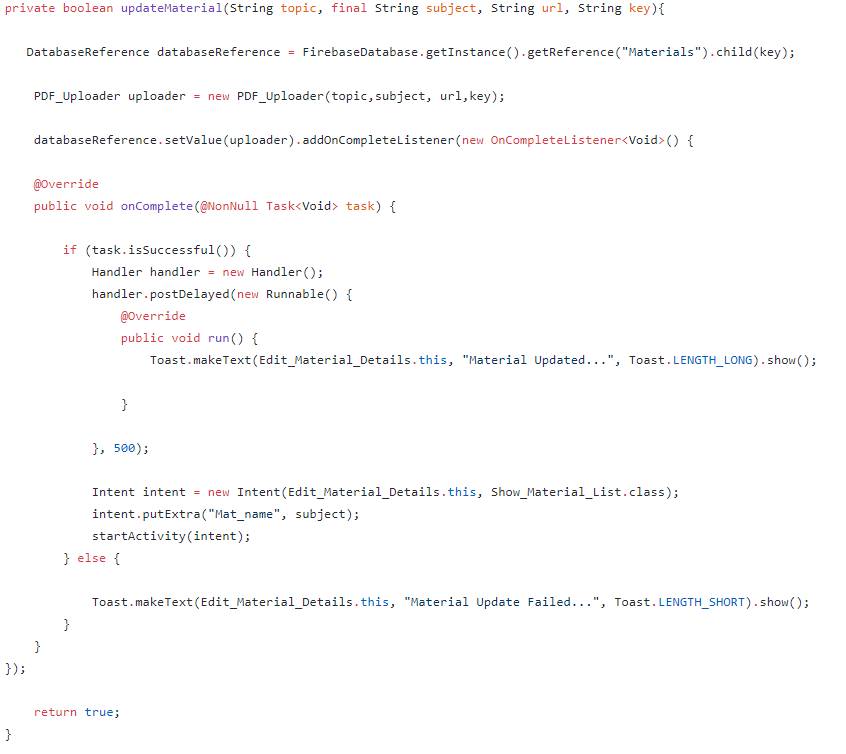 private boolean updateMaterial(String topic, final String subject, String url, String key){
DatabaseReference databaseReference = FirebaseDatabase.getInstance().getReference("Materials").child(key);
PDF_Uploader uploader = new PDF_Uploader(topic,subject, url,key);
databaseReference.setValue(uploader).addOnCompleteListener(new OnCompleteListener<Void>() {
@Override
public void onComplete(@NonNull Task<Void> task) {
if (task.isSuccessful()) {
Handler handler = new Handler();
handler.postDelayed(new Runnable() {
@Override
public void run() {
Toast.makeText(Edit_Material_Details.this, "Material Updated...", Toast.LENGTH_LONG).show();
}
}, 500);
Intent intent = new Intent(Edit_Material_Details.this, Show_Material_List.class);
intent.putExtra("Mat_name", subject);
startActivity(intent);
} else {
Toast.makeText(Edit_Material_Details.this, "Material Update Failed...", Toast.LENGTH_SHORT).show();
}
}
});
return true;
}